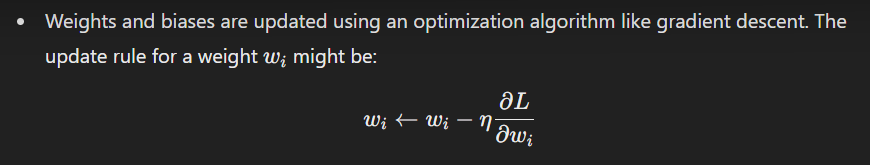 • Weights and biases are updated using an optimization algorithm like gradient descent. The
update rule for a weight wᵢ might be:
wᵢ ← wᵢ − η ∂L/∂wᵢ